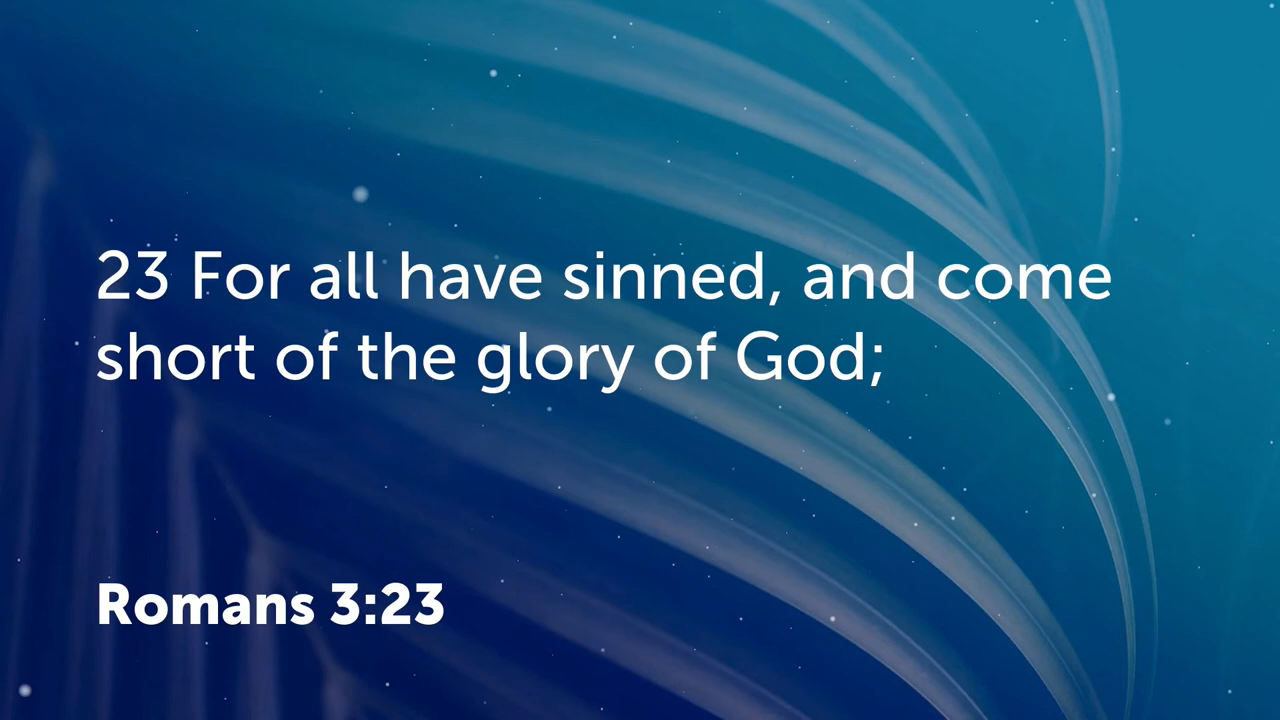 23 For all have sinned, and come
short of the glory of God;
Romans 3:23